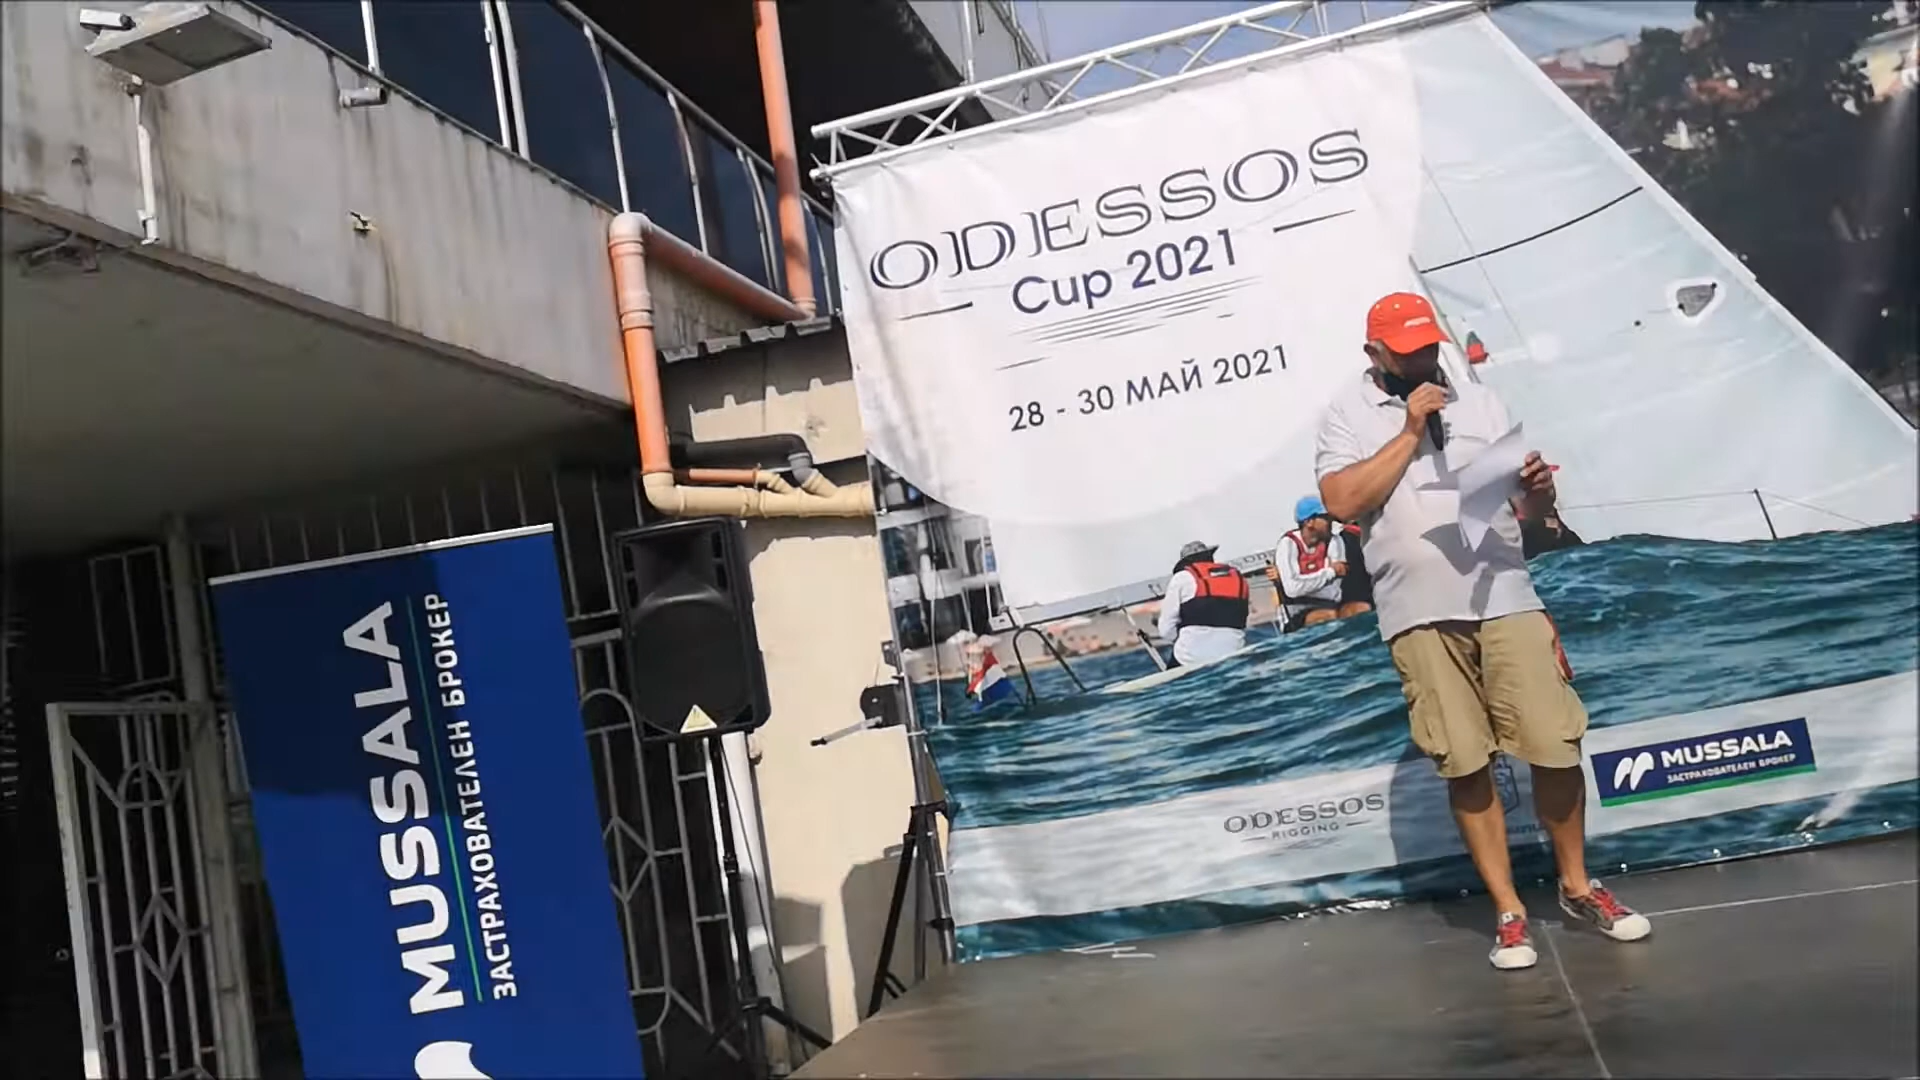 ODESSOS
Cup 2021
28 - 30 МАЙ 2021
MUSSALA
ЗАСТРАХОВАТЕЛЕН БРОКЕР
ODESSOS
RIGGING
MUSSALA
ЗАСТРАХОВАТЕЛЕН БРОКЕР